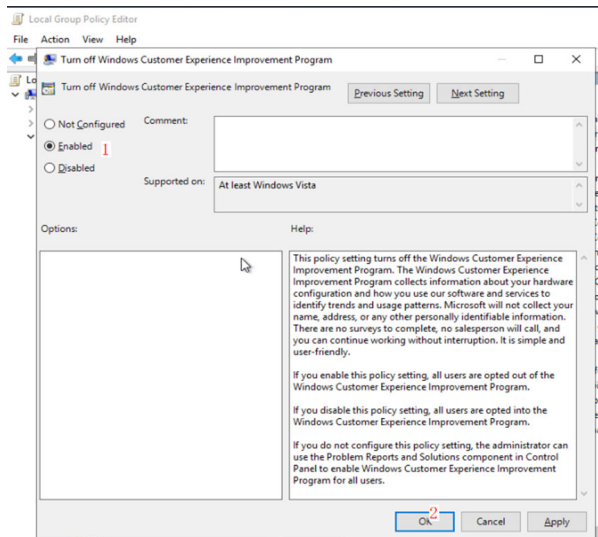 Local Group Policy Editor
File Action View Help
Turn off Windows Customer Experience Improvement Program
Lo
Turn off Windows Customer Experience Improvement Program
Previous Setting Next Setting
Not Configured
Comment:
Enabled 1
Disabled
Supported on:
At least Windows Vista
Options:
Help:
This policy setting turns off the Windows Customer Experience
Improvement Program. The Windows Customer Experience
Improvement Program collects information about your hardware
configuration and how you use our software and services to
identify trends and usage patterns. Microsoft will not collect your
name, address, or any other personally identifiable information.
There are no surveys to complete, no salesperson will call, and
you can continue working without interruption. It is simple and
user-friendly.
If you enable this policy setting, all users are opted out of the
Windows Customer Experience Improvement Program.
If you disable this policy setting, all users are opted into the
Windows Customer Experience Improvement Program.
If you do not configure this policy setting, the administrator can
use the Problem Reports and Solutions component in Control
Panel to enable Windows Customer Experience Improvement
Program for all users.
OK 2 Cancel Apply